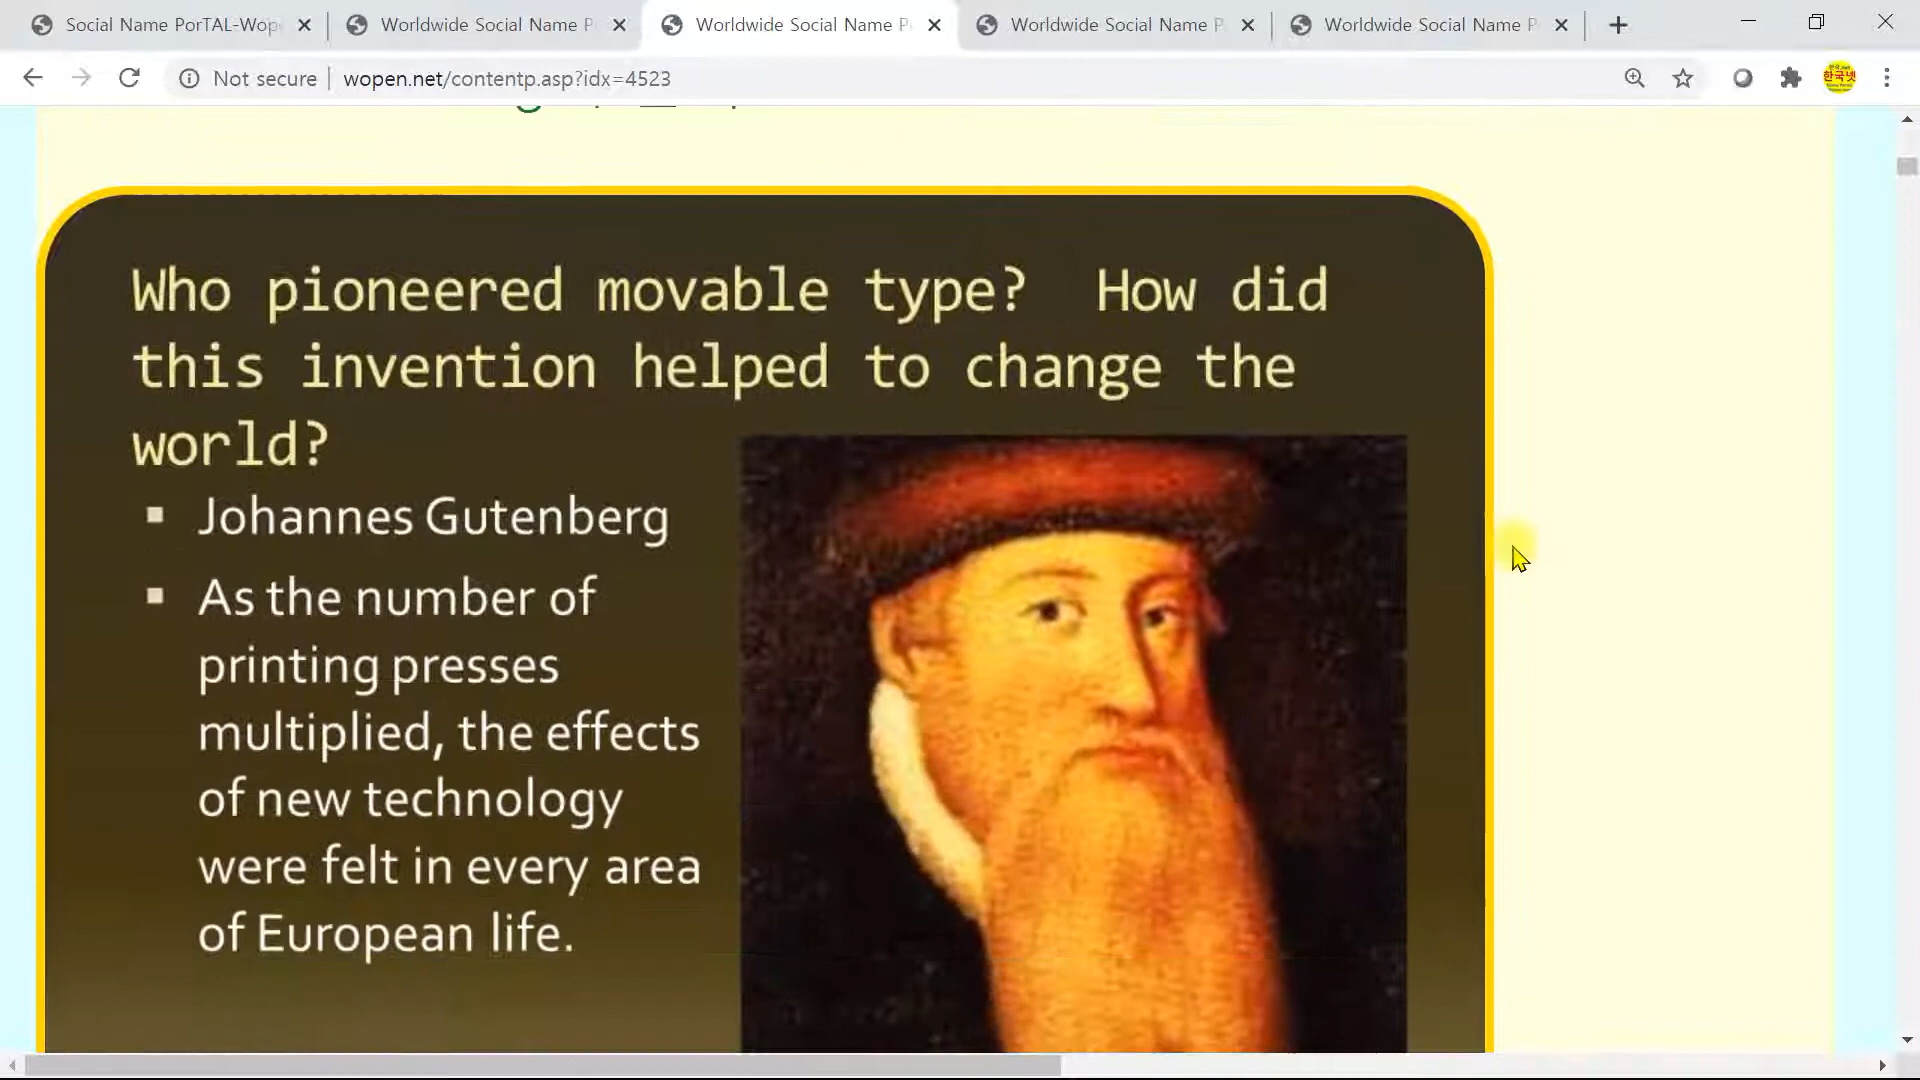 Social Name PorTAL-Wop
Worldwide Social Name P
Worldwide Social Name P
Worldwide Social Name P
Worldwide Social Name P
Not secure
wopen.net/contentp.asp?idx=4523
한국넷
Who pioneered movable type? How did
this invention helped to change the
world?
Johannes Gutenberg
As the number of
printing presses
multiplied, the effects
of new technology
were felt in every area
of European life.